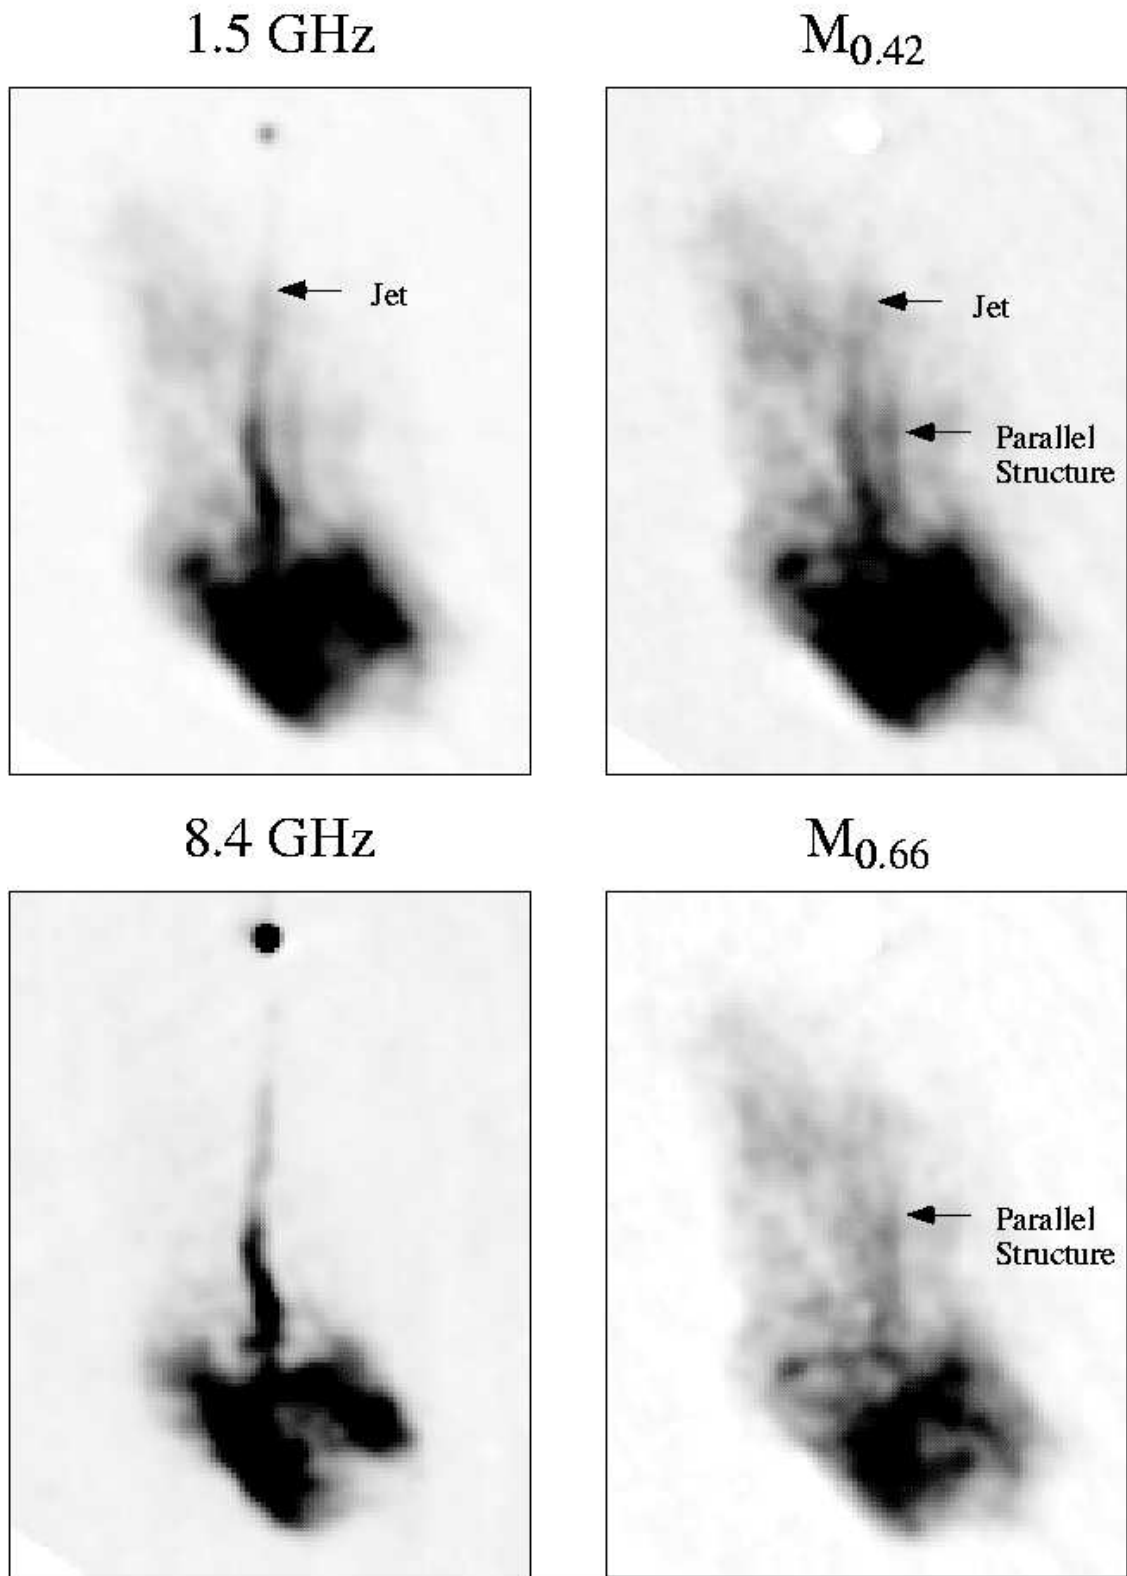 1.5 GHz
M0.42
Jet
Jet
Parallel
Structure
8.4 GHz
M0.66
Parallel
Structure